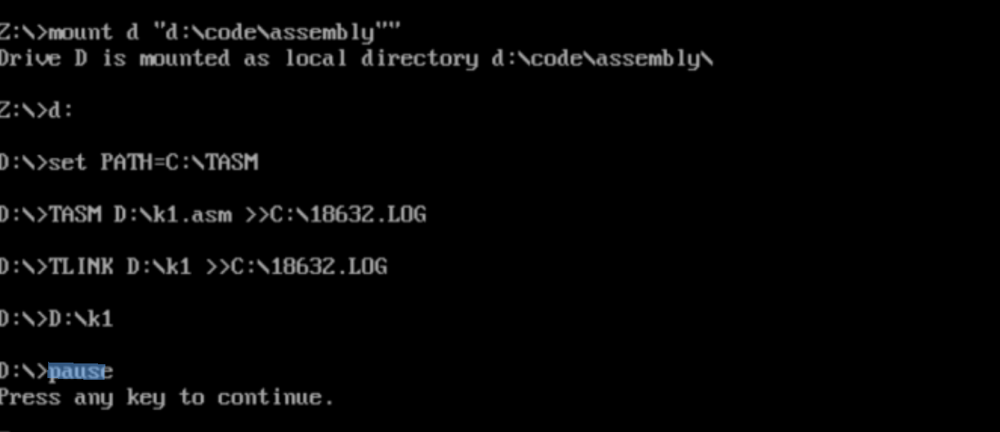 Z:\>mount d "d:\code\assembly""
Drive D is mounted as local directory d:\code\assembly\
Z:\>d:
D:\>set PATH=C:\TASM
D:\>TASM D:\k1.asm >>C:\18632.LOG
D:\>TLINK D:\k1 >>C:\18632.LOG
D:\>D:\k1
D:\>pause
Press any key to continue.